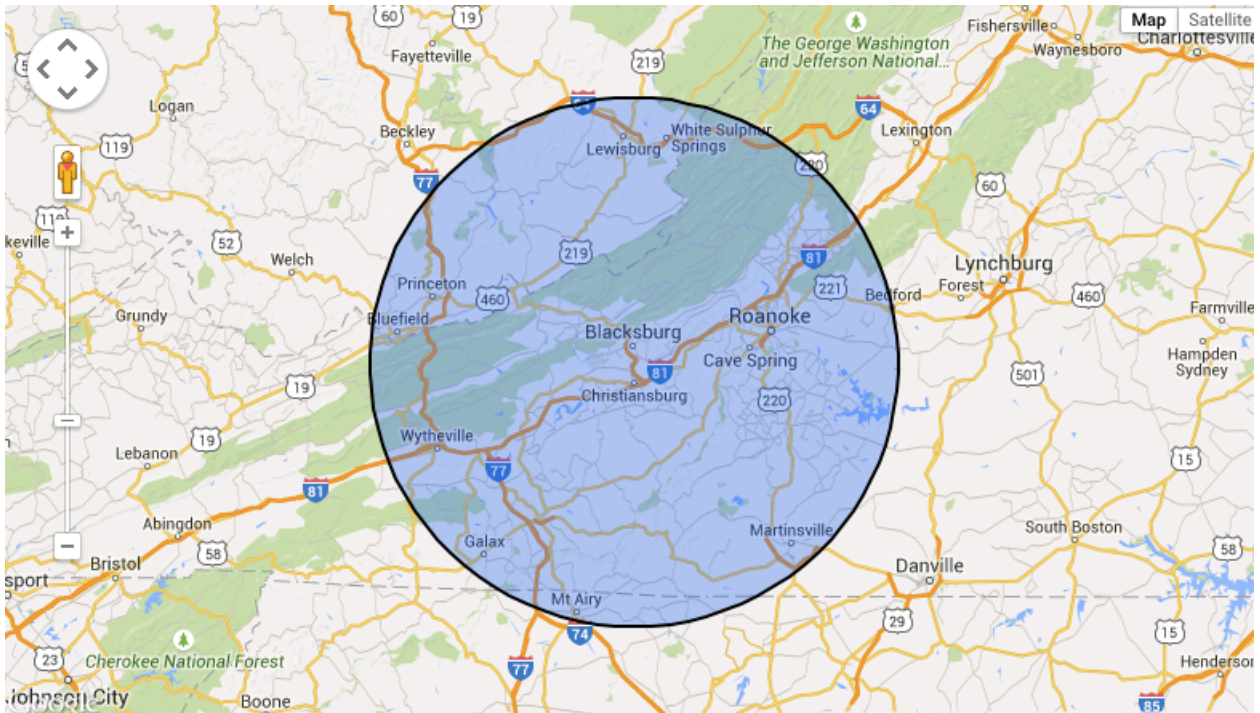 60
19
Fayetteville
219
The George Washington
and Jefferson National...
Fishersville
Waynesboro
Map
Satellite
Charlottesville
Logan
119
Beckley
64
Lexington
White Sulphur
Springs
Lewisburg
77
220
60
52
keville
Welch
219
81
Lynchburg
Princeton
460
221
Bedford
Forest
460
Farmville
Grundy
Bluefield
Blacksburg
Roanoke
Hampden
Sydney
19
81
Cave Spring
501
Christiansburg
220
19
Wytheville
Lebanon
77
15
81
Abingdon
58
Galax
Martinsville
South Boston
58
Bristol
sport
Danville
Mt Airy
74
29
15
23
Cherokee National Forest
77
Henderson
Johnson City
Boone
85
Google